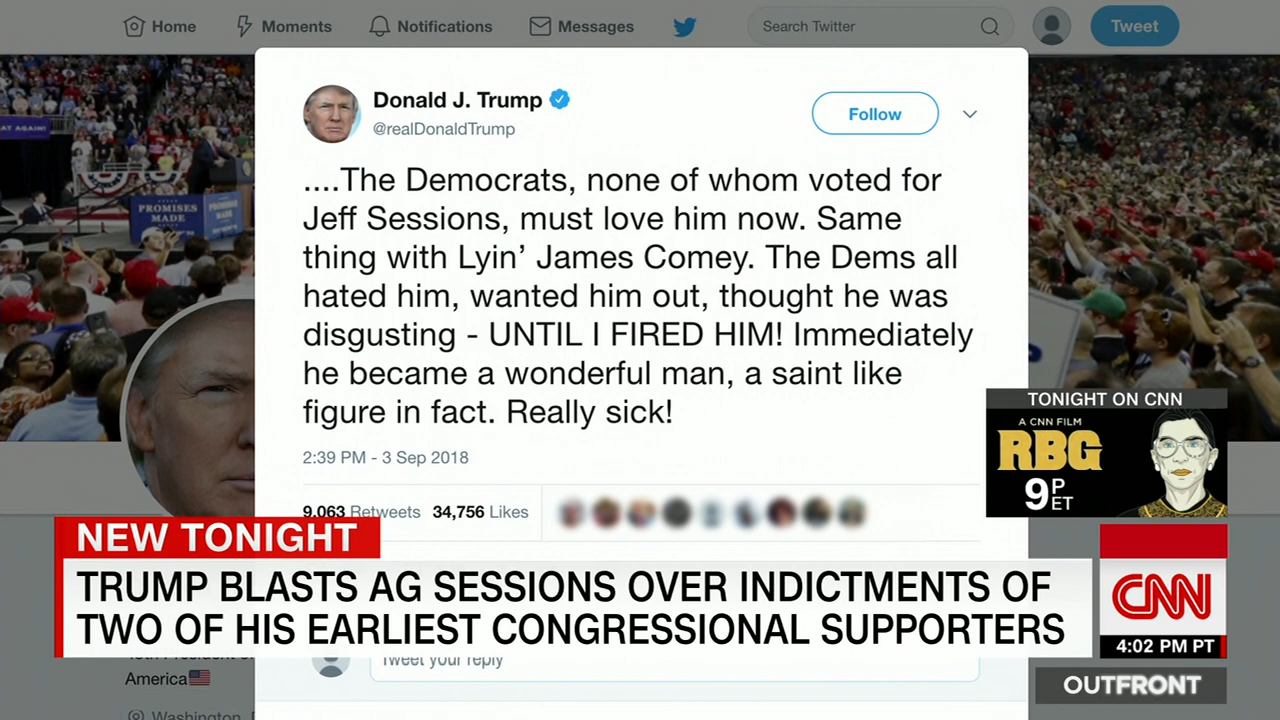 Home
Moments
Notifications
Messages
Search Twitter
Tweet
AT AGAIN!
PROMISES
MADE
PROMISES
MADE
Donald J. Trump
@realDonaldTrump
Follow
....The Democrats, none of whom voted for
Jeff Sessions, must love him now. Same
thing with Lyin’ James Comey. The Dems all
hated him, wanted him out, thought he was
disgusting - UNTIL I FIRED HIM! Immediately
he became a wonderful man, a saint like
figure in fact. Really sick!
2:39 PM - 3 Sep 2018
9,063 Retweets 34,756 Likes
TONIGHT ON CNN
A CNN FILM
RBG
9P
ET
NEW TONIGHT
TRUMP BLASTS AG SESSIONS OVER INDICTMENTS OF
TWO OF HIS EARLIEST CONGRESSIONAL SUPPORTERS
CNN
4:02 PM PT
OUTFRONT
Tweet your reply
America
Washington,